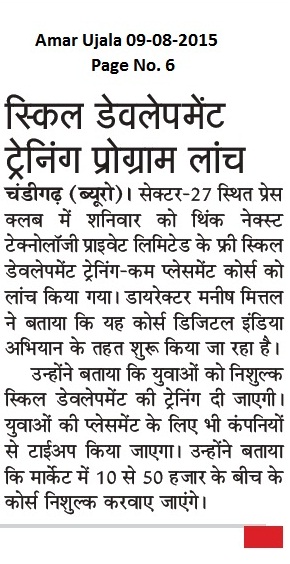 Amar Ujala 09-08-2015
Page No. 6
स्किल डेवलेपमेंट
ट्रेनिंग प्रोग्राम लांच
चंडीगढ़ (ब्यूरो)। सेक्टर-27 स्थित प्रेस
क्लब में शनिवार को थिंक नेक्स्ट
टेक्नोलॉजी प्राइवेट लिमिटेड के फ्री स्किल
डेवलेपमेंट ट्रेनिंग-कम प्लेसमेंट कोर्स को
लांच किया गया। डायरेक्टर मनीष मित्तल
ने बताया कि यह कोर्स डिजिटल इंडिया
अभियान के तहत शुरू किया जा रहा है।
उन्होंने बताया कि युवाओं को निशुल्क
स्किल डेवलेपमेंट की ट्रेनिंग दी जाएगी।
युवाओं की प्लेसमेंट के लिए भी कंपनियों
से टाईअप किया जाएगा। उन्होंने बताया
कि मार्केट में 10 से 50 हजार के बीच के
कोर्स निशुल्क करवाए जाएंगे।